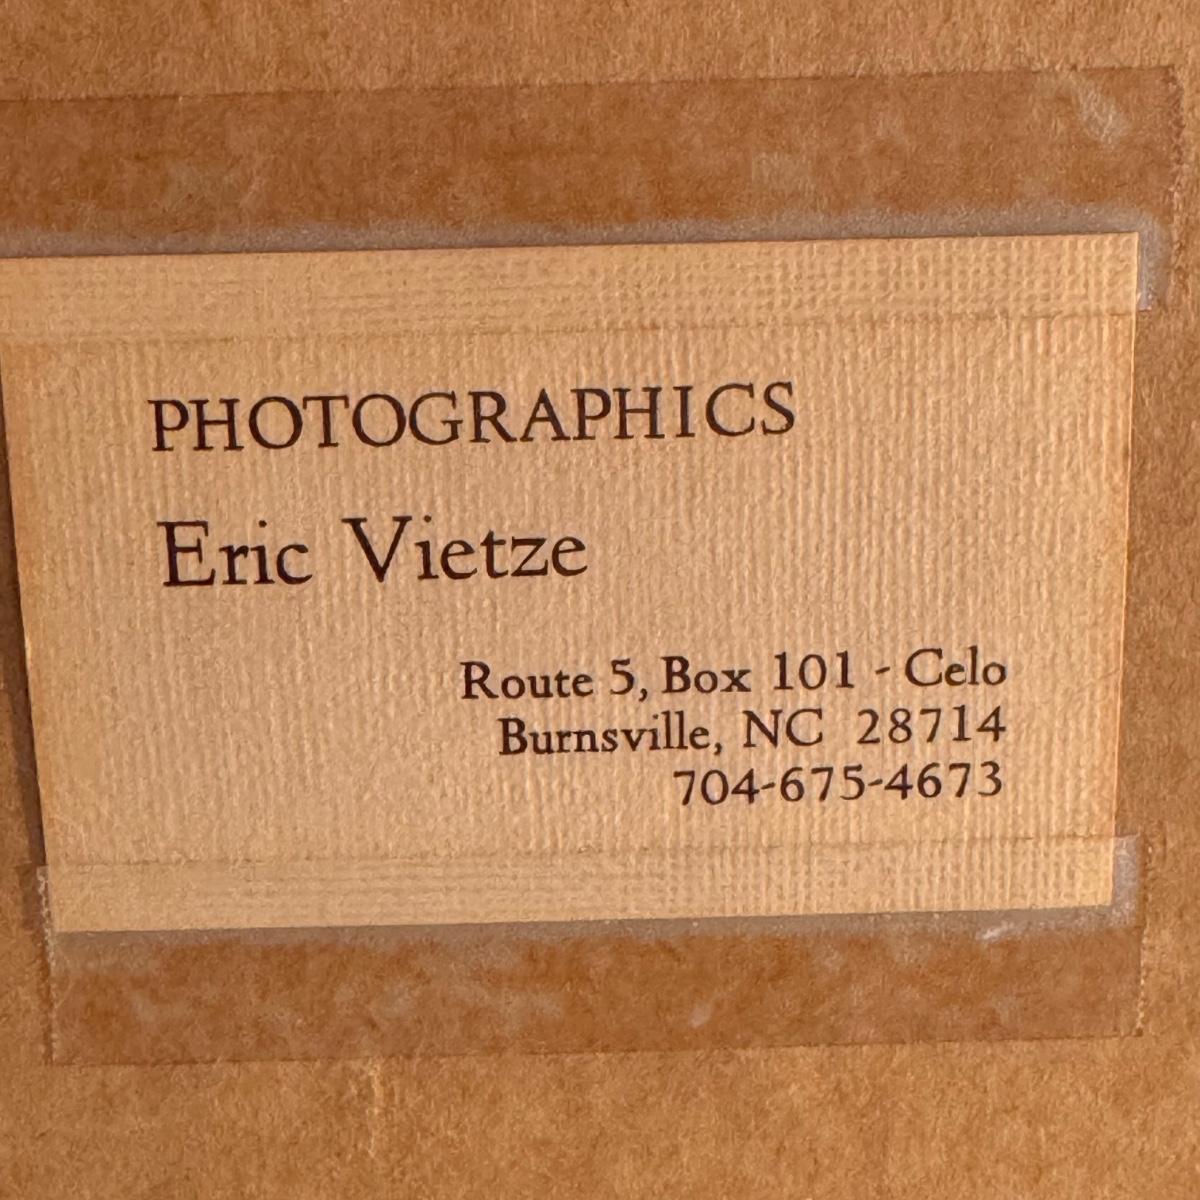 PHOTOGRAPHICS
Eric Vietze
Route 5, Box 101 - Celo
Burnsville, NC 28714
704-675-4673